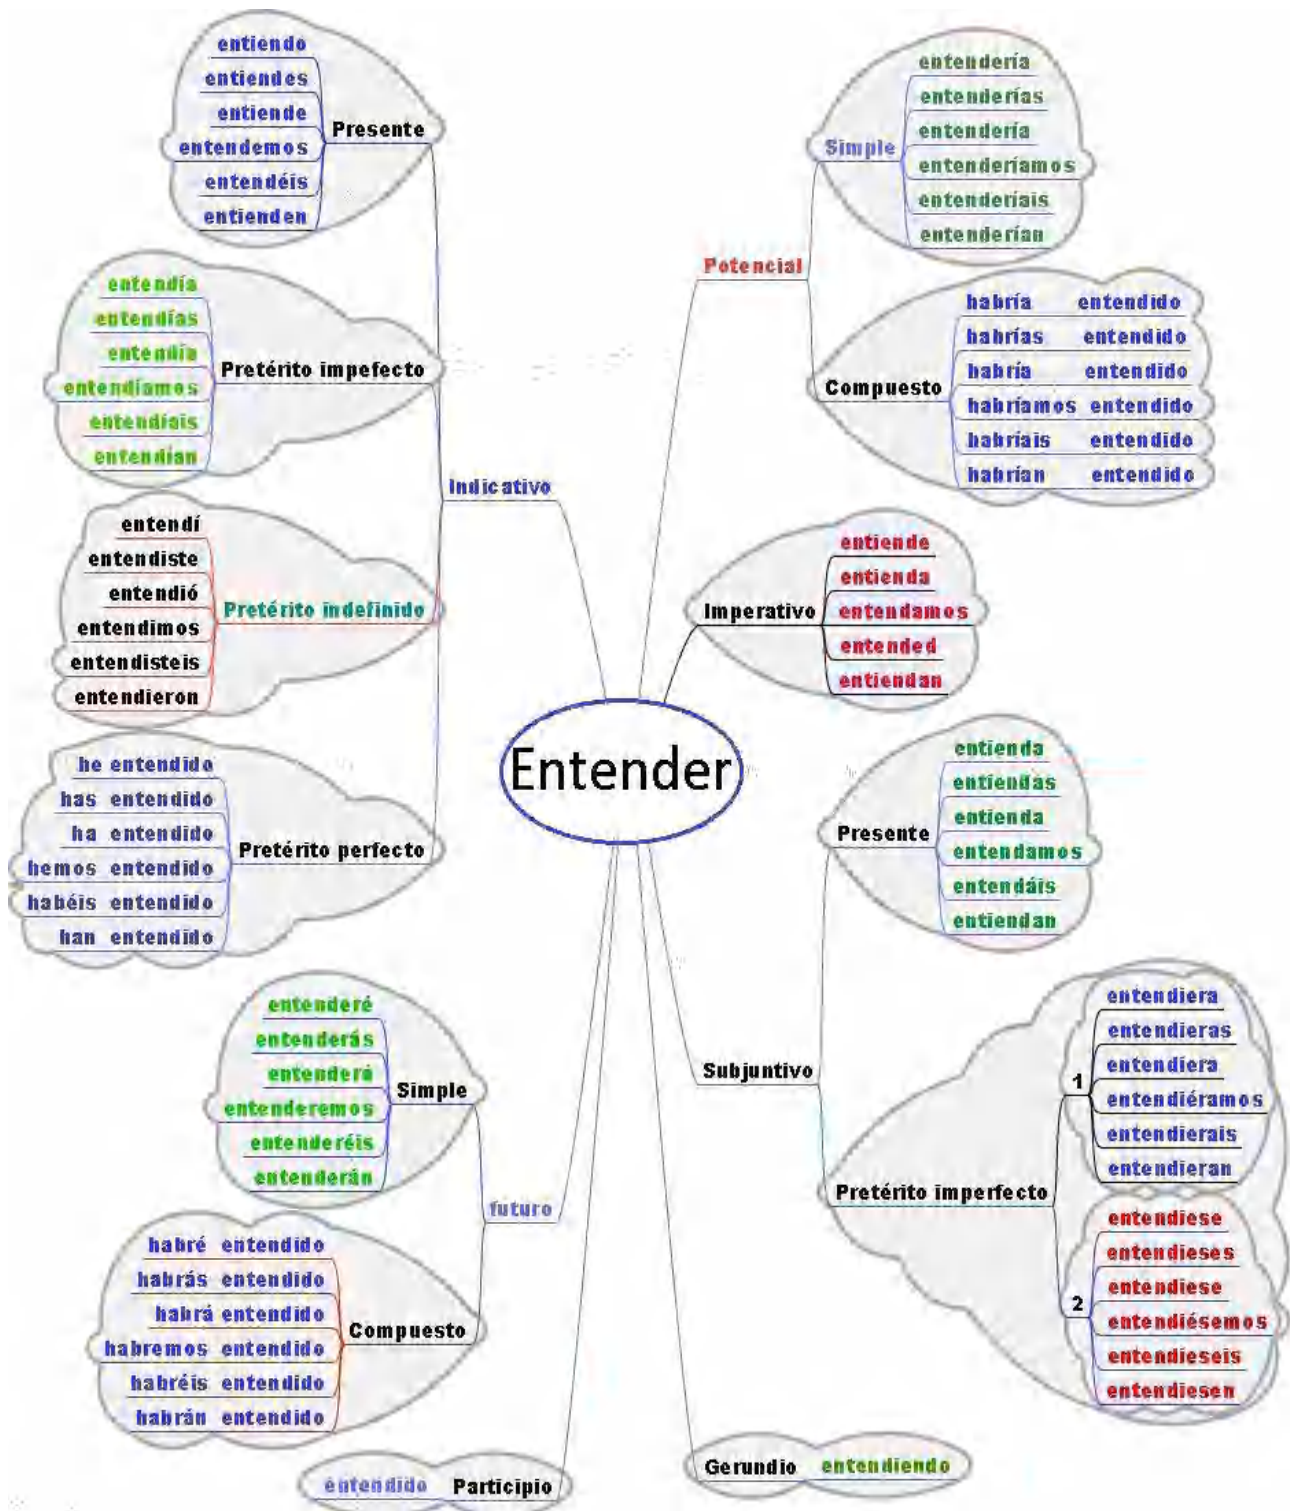 Entender
Indicativo
Presente
entiendo
entiendes
entiende
entendemos
entendéis
entienden
Pretérito impefecto
entendía
entendías
entendía
entendíamos
entendíais
entendían
Pretérito indefinido
entendí
entendiste
entendió
entendimos
entendisteis
entendieron
Pretérito perfecto
he entendido
has entendido
ha entendido
hemos entendido
habéis entendido
han entendido
futuro
Simple
entenderé
entenderás
entenderá
entenderemos
entenderéis
entenderán
Compuesto
habré entendido
habrás entendido
habrá entendido
habremos entendido
habréis entendido
habrán entendido
Participio
entendido
Potencial
Simple
entendería
entenderías
entendería
entenderíamos
entenderíais
entenderían
Compuesto
habría entendido
habrías entendido
habría entendido
habríamos entendido
habríais entendido
habrían entendido
Imperativo
entiende
entienda
entendamos
entended
entiendan
Subjuntivo
Presente
entienda
entiendas
entienda
entendamos
entendáis
entiendan
Pretérito imperfecto
1
entendiera
entendieras
entendiera
entendiéramos
entendierais
entendieran
2
entendiese
entendieses
entendiese
entendiésemos
entendieseis
entendiesen
Gerundio
entendiendo